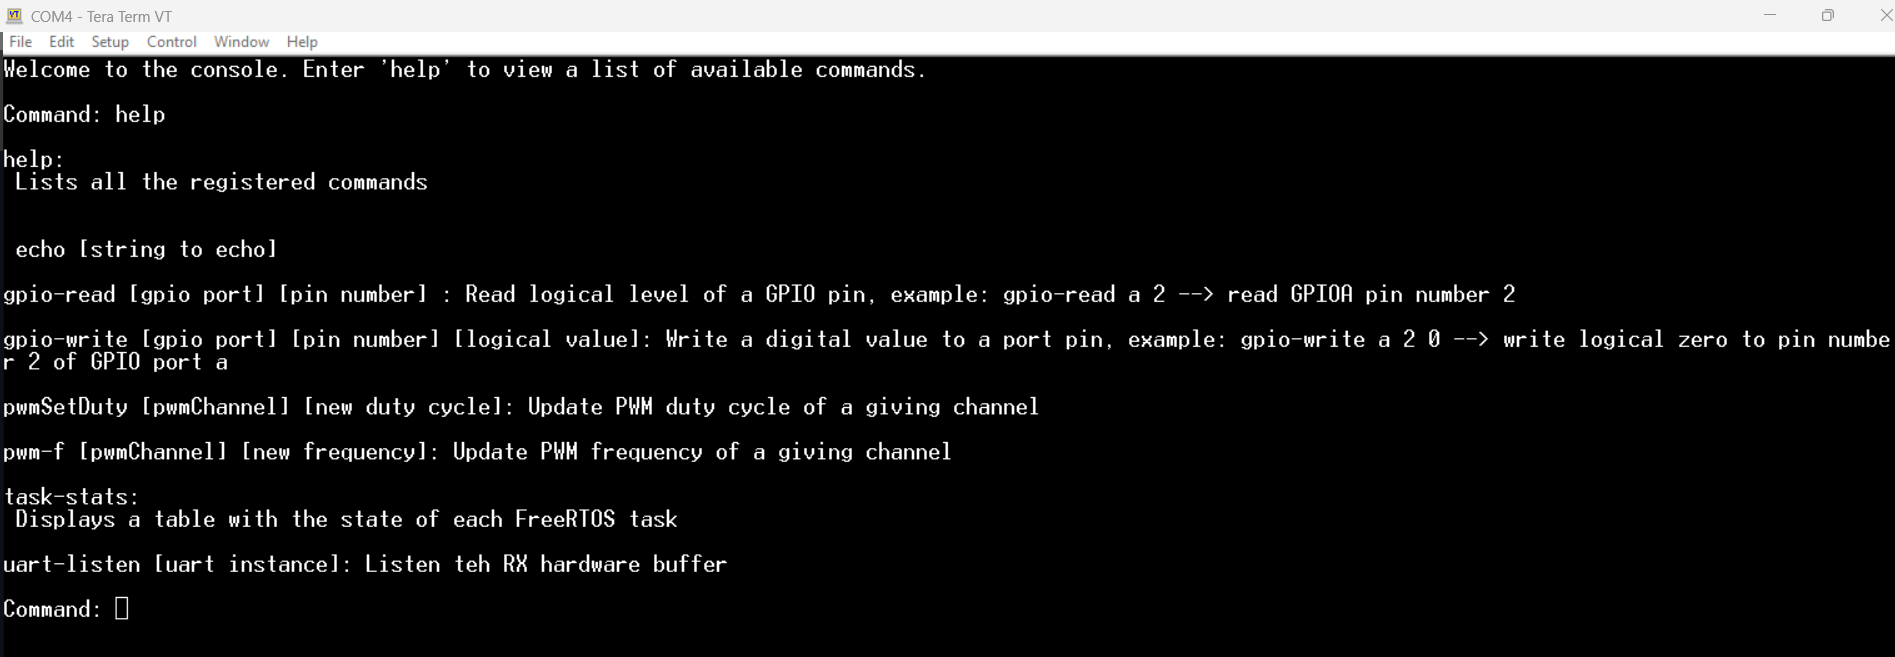 COM4 - Tera Term VT
File Edit Setup Control Window Help
Welcome to the console. Enter 'help' to view a list of available commands.
Command: help
help:
Lists all the registered commands
echo [string to echo]
gpio-read [gpio port] [pin number] : Read logical level of a GPIO pin, example: gpio-read a 2 --> read GPIOA pin number 2
gpio-write [gpio port] [pin number] [logical value]: Write a digital value to a port pin, example: gpio-write a 2 0 --> write logical zero to pin numbe
r 2 of GPIO port a
pwmSetDuty [pwmChannel] [new duty cycle]: Update PWM duty cycle of a giving channel
pwm-f [pwmChannel] [new frequency]: Update PWM frequency of a giving channel
task-stats:
Displays a table with the state of each FreeRTOS task
uart-listen [uart instance]: Listen teh RX hardware buffer
Command: